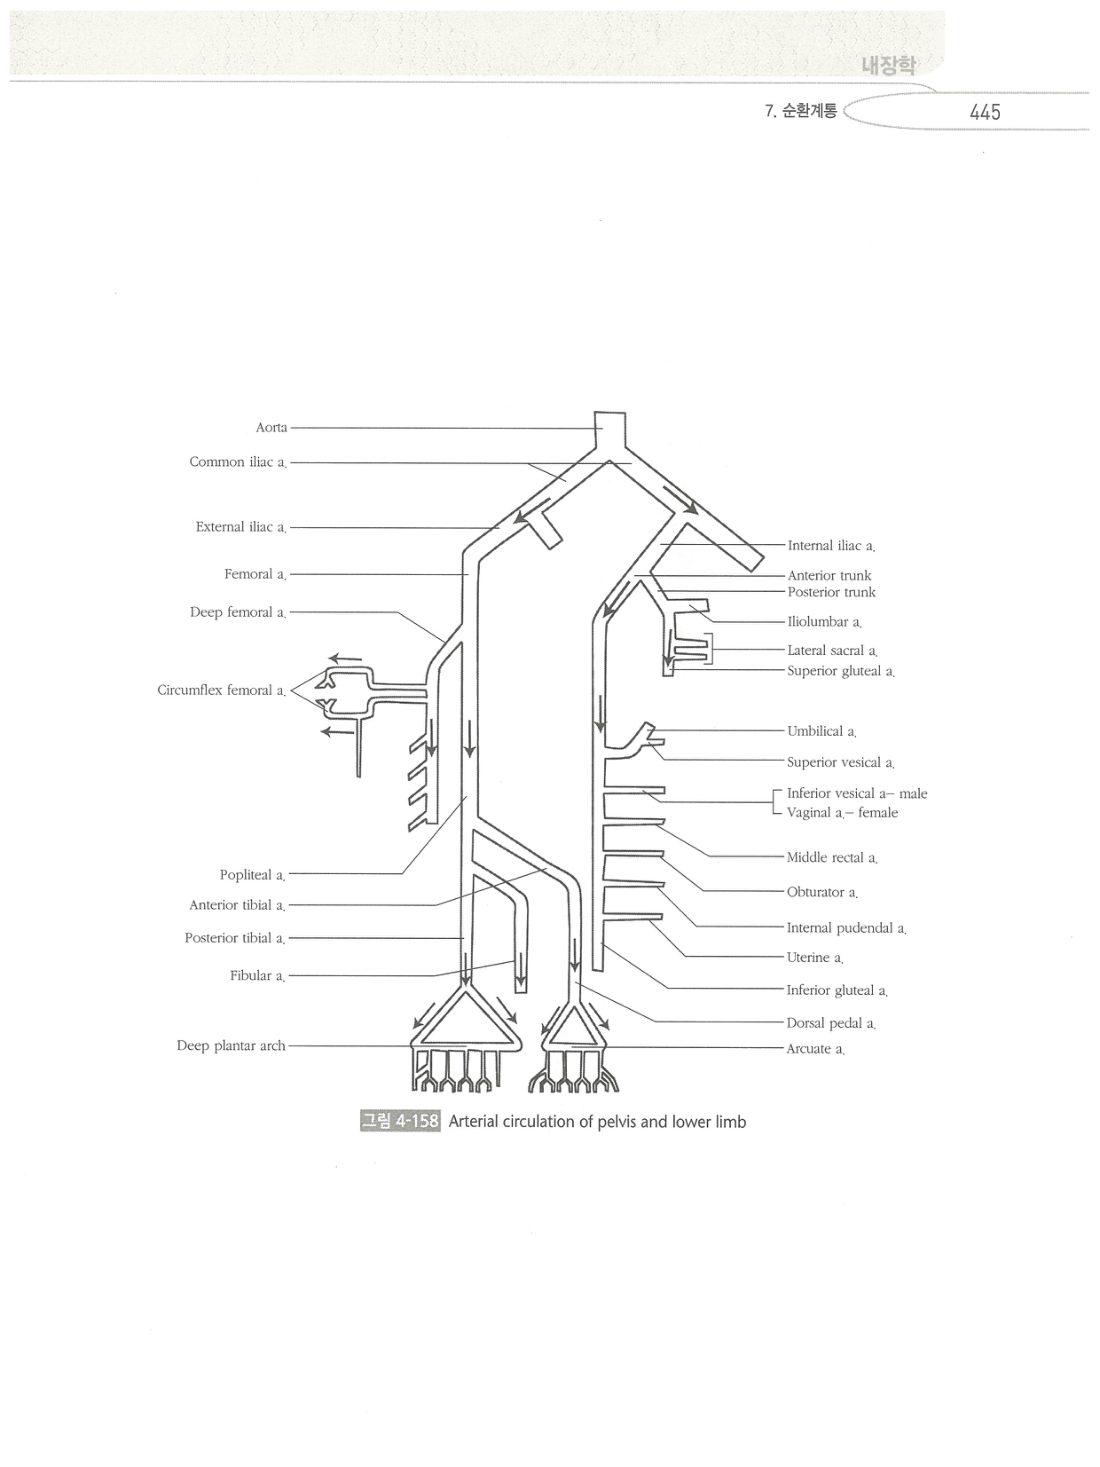 내장학
7. 순환계통
445
Aorta
Common iliac a.
External iliac a.
Femoral a.
Deep femoral a.
Circumflex femoral a.
Popliteal a.
Anterior tibial a.
Posterior tibial a.
Fibular a.
Deep plantar arch
Internal iliac a.
Anterior trunk
Posterior trunk
Iliolumbar a.
Lateral sacral a.
Superior gluteal a.
Umbilical a.
Superior vesical a.
Inferior vesical a– male
Vaginal a.– female
Middle rectal a.
Obturator a.
Internal pudendal a.
Uterine a.
Inferior gluteal a.
Dorsal pedal a.
Arcuate a.
그림 4-158 Arterial circulation of pelvis and lower limb